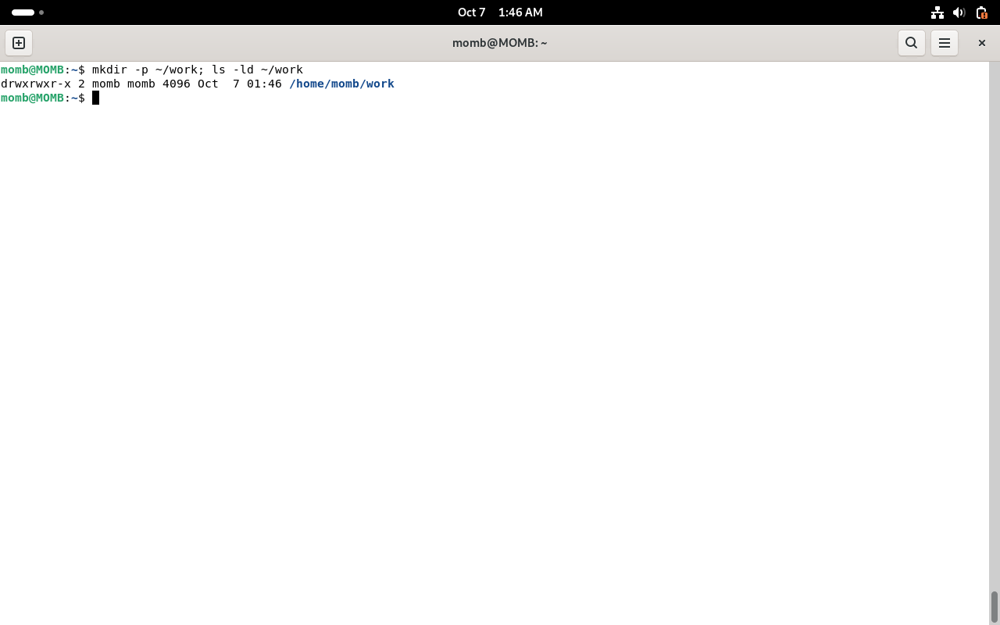 Oct 7 1:46 AM
momb@MOMB: ~
momb@MOMB:~$ mkdir -p ~/work; ls -ld ~/work
drwxrwxr-x 2 momb momb 4096 Oct  7 01:46 /home/momb/work
momb@MOMB:~$